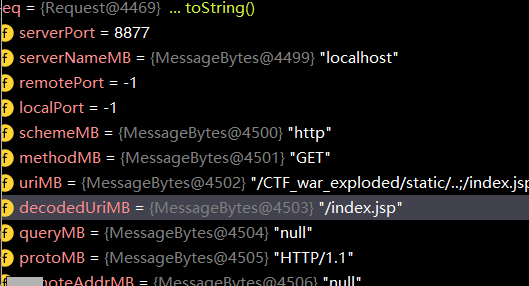 eq = {Request@4469} ... toString()
f serverPort = 8877
f serverNameMB = {MessageBytes@4499} "localhost"
f remotePort = -1
f localPort = -1
f schemeMB = {MessageBytes@4500} "http"
f methodMB = {MessageBytes@4501} "GET"
f uriMB = {MessageBytes@4502} "/CTF_war_exploded/static/..;/index.jsp
f decodedUriMB = {MessageBytes@4503} "/index.jsp"
f queryMB = {MessageBytes@4504} "null"
f protoMB = {MessageBytes@4505} "HTTP/1.1"
moteAddrMB = {MessageBytes@4506} "null"